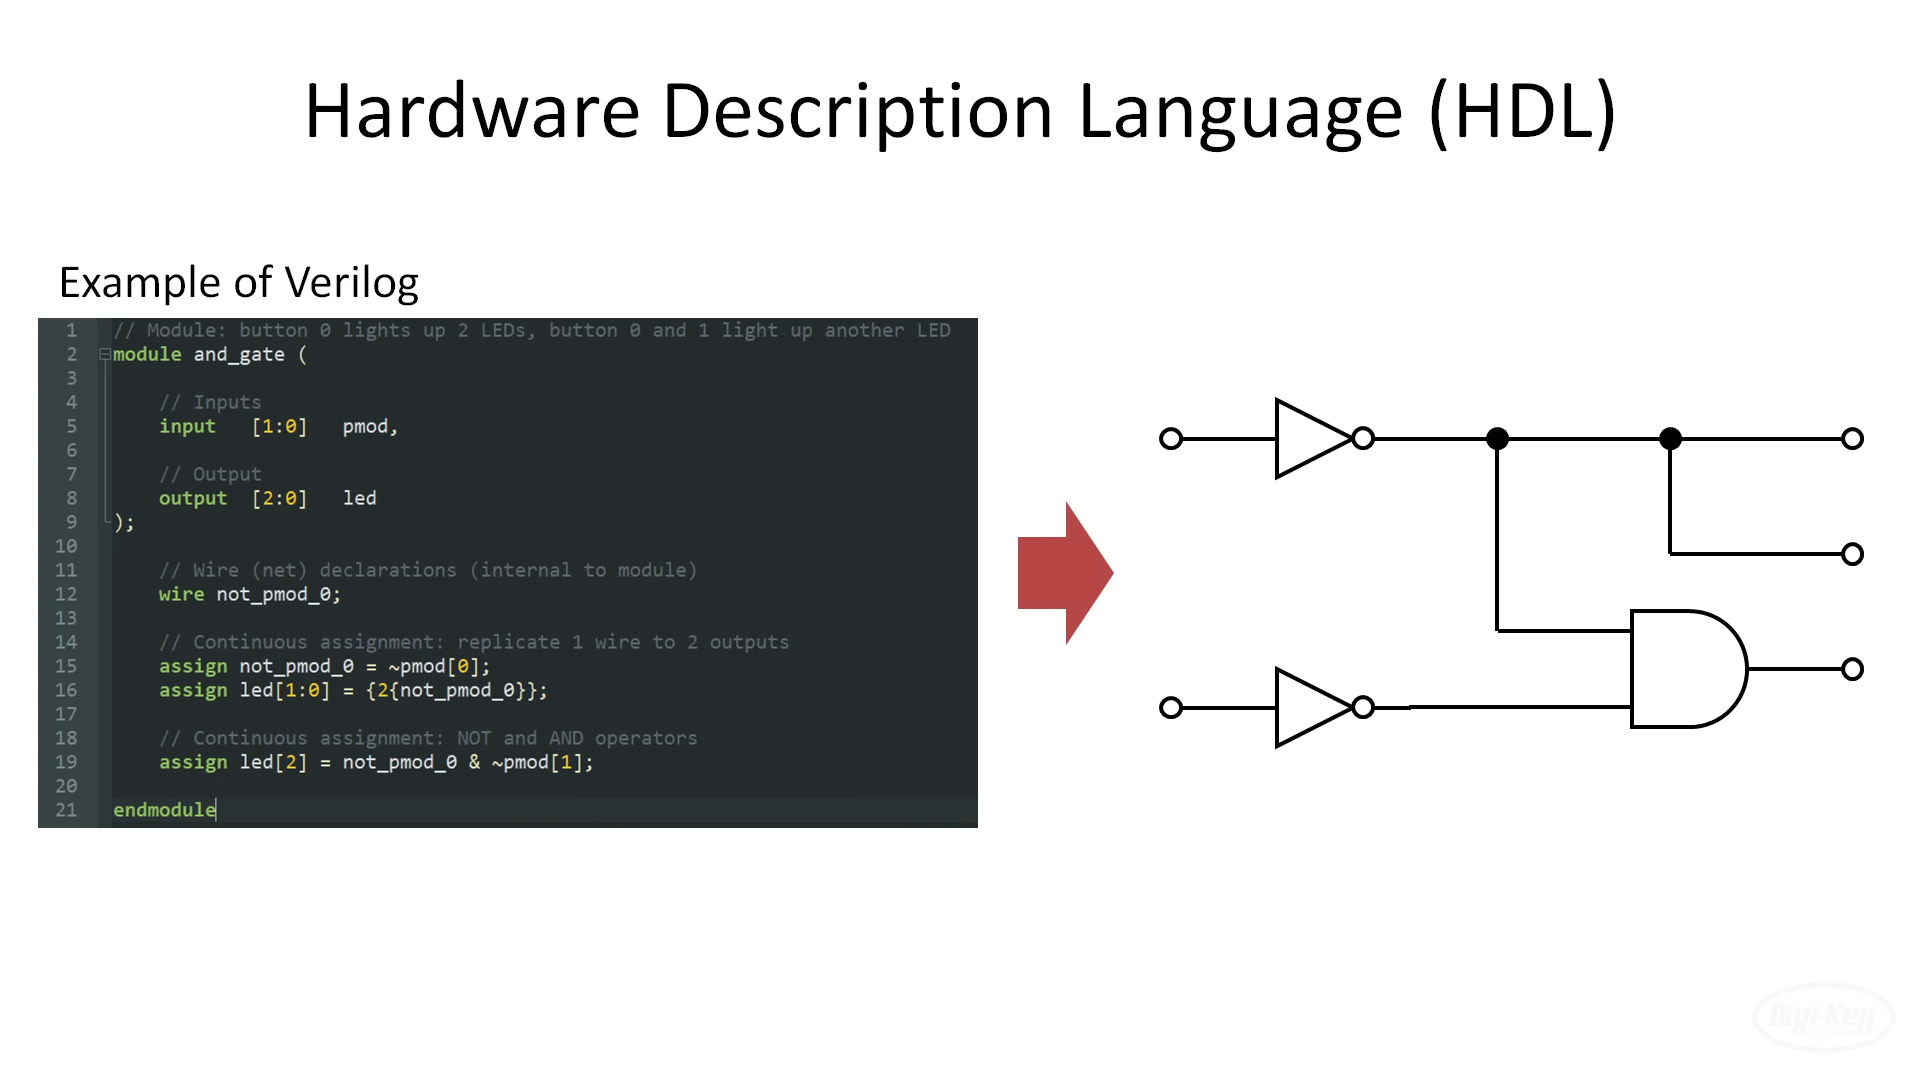 Hardware Description Language (HDL)
Example of Verilog
1 // Module: button 0 lights up 2 LEDs, button 0 and 1 light up another LED
2 module and_gate (
3
4 // Inputs
5 input [1:0] pmod,
6
7 // Output
8 output [2:0] led
9 );
10
11 // Wire (net) declarations (internal to module)
12 wire not_pmod_0;
13
14 // Continuous assignment: replicate 1 wire to 2 outputs
15 assign not_pmod_0 = ~pmod[0];
16 assign led[1:0] = {2{not_pmod_0}};
17
18 // Continuous assignment: NOT and AND operators
19 assign led[2] = not_pmod_0 & ~pmod[1];
20
21 endmodule
Digi-Key